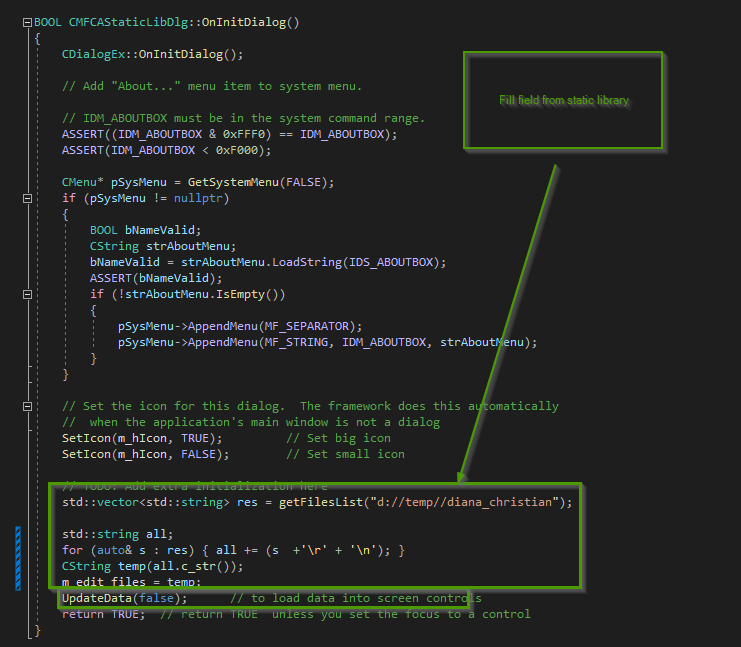 BOOL CMFCAStaticLibDlg::OnInitDialog()
{
CDialogEx::OnInitDialog();
// Add "About..." menu item to system menu.
Fill field from static library
// IDM_ABOUTBOX must be in the system command range.
ASSERT((IDM_ABOUTBOX & 0xFFF0) == IDM_ABOUTBOX);
ASSERT(IDM_ABOUTBOX < 0xF000);
CMenu* pSysMenu = GetSystemMenu(FALSE);
if (pSysMenu != nullptr)
{
BOOL bNameValid;
CString strAboutMenu;
bNameValid = strAboutMenu.LoadString(IDS_ABOUTBOX);
ASSERT(bNameValid);
if (!strAboutMenu.IsEmpty())
{
pSysMenu->AppendMenu(MF_SEPARATOR);
pSysMenu->AppendMenu(MF_STRING, IDM_ABOUTBOX, strAboutMenu);
}
}
// Set the icon for this dialog.  The framework does this automatically
//  when the application's main window is not a dialog
SetIcon(m_hIcon, TRUE);         // Set big icon
SetIcon(m_hIcon, FALSE);        // Set small icon
// TODO: Add extra initialization here
std::vector<std::string> res = getFilesList("d://temp//diana_christian");
std::string all;
for (auto& s : res) { all += (s  +'\r' + '\n'); }
CString temp(all.c_str());
m_edit_files = temp;
UpdateData(false);      // to load data into screen controls
return TRUE;  // return TRUE  unless you set the focus to a control
}